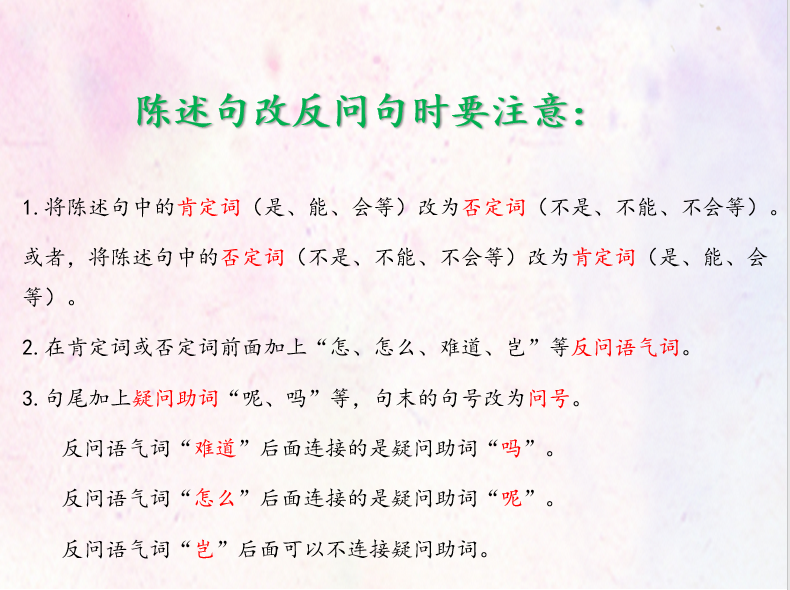 陈述句改反问句时要注意：
1.将陈述句中的肯定词（是、能、会等）改为否定词（不是、不能、不会等）。
或者，将陈述句中的否定词（不是、不能、不会等）改为肯定词（是、能、会
等）。
2.在肯定词或否定词前面加上“怎、怎么、难道、岂”等反问语气词。
3.句尾加上疑问助词“呢、吗”等，句末的句号改为问号。
反问语气词“难道”后面连接的是疑问助词“吗”。
反问语气词“怎么”后面连接的是疑问助词“呢”。
反问语气词“岂”后面可以不连接疑问助词。